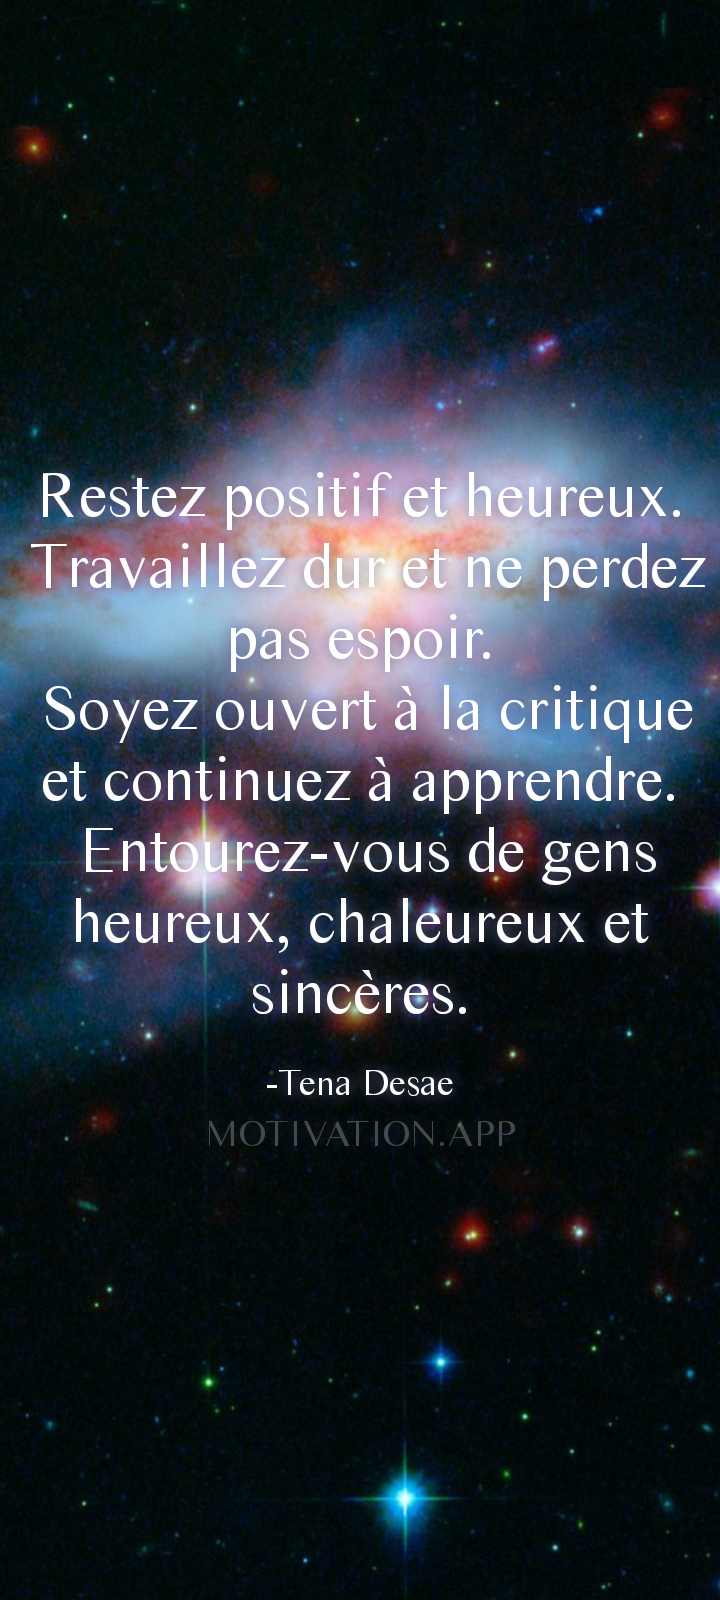 Restez positif et heureux.
Travaillez dur et ne perdez
pas espoir.
Soyez ouvert à la critique
et continuez à apprendre.
Entourez-vous de gens
heureux, chaleureux et
sincères.
-Tena Desae
MOTIVATION.APP